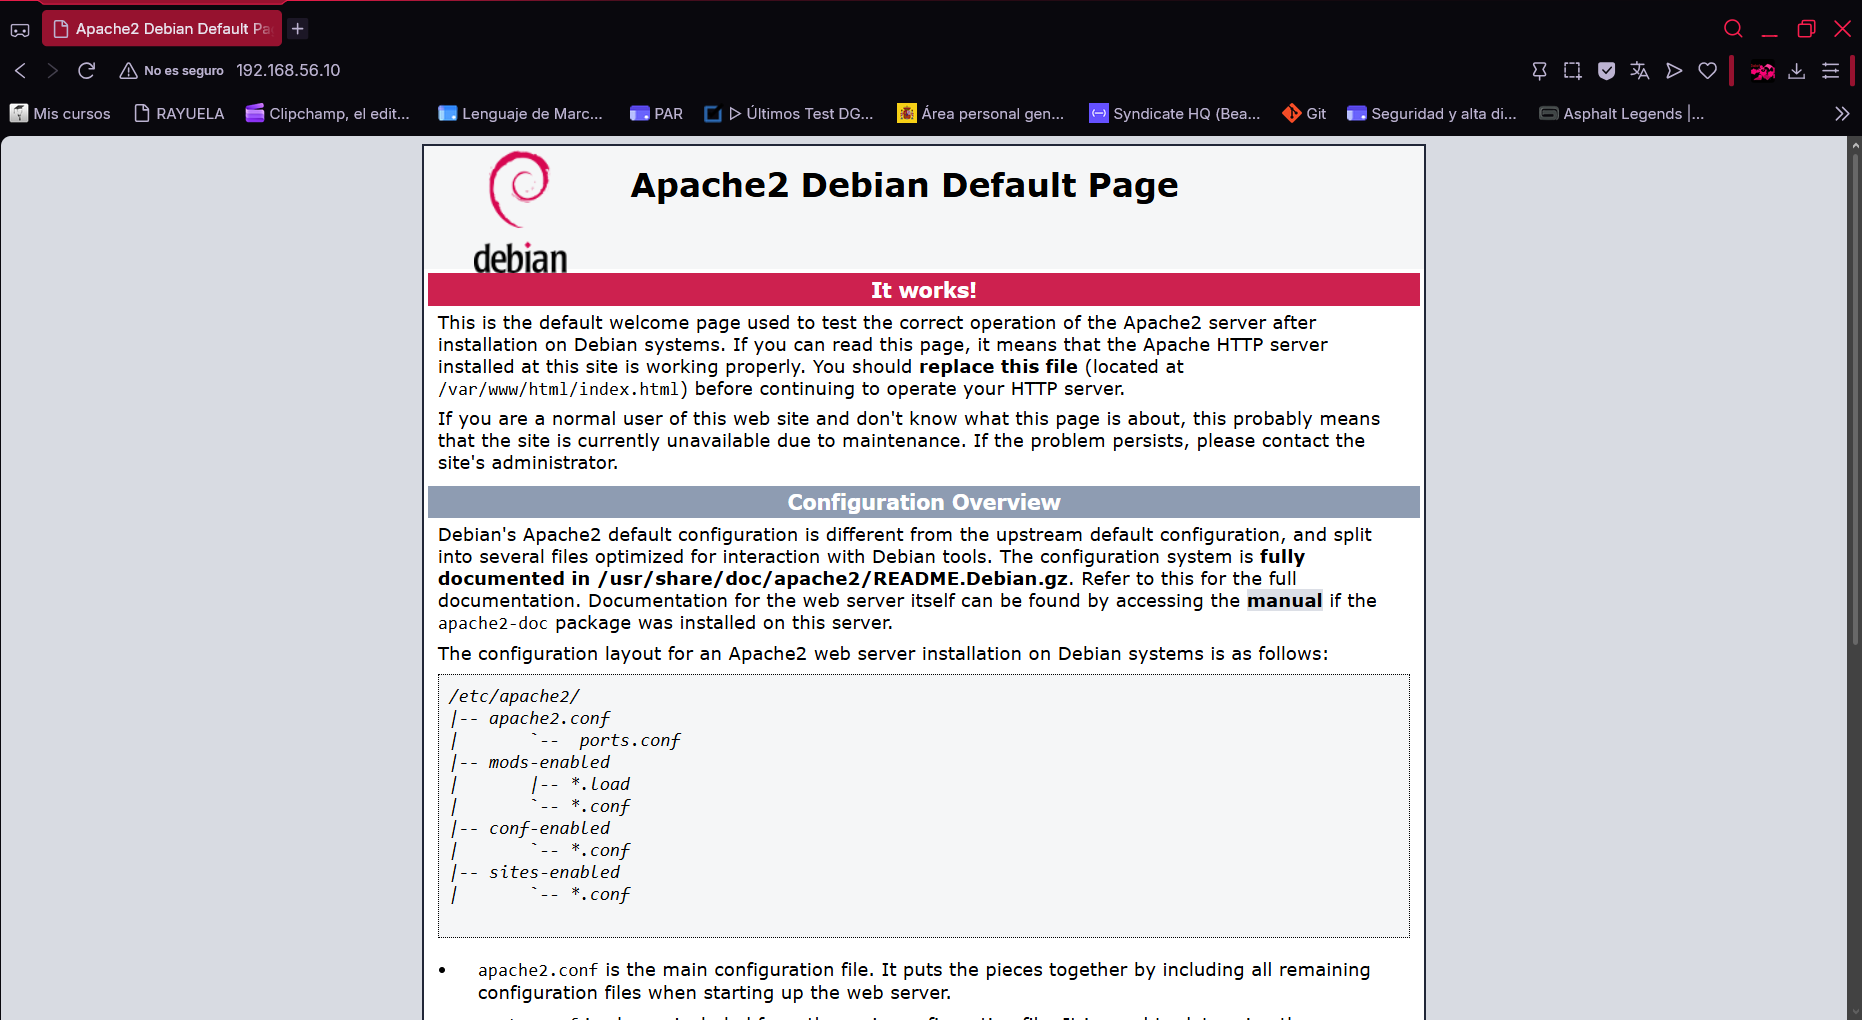 Apache2 Debian Default Pa
No es seguro 192.168.56.10
Mis cursos RAYUELA Clipchamp, el edit... Lenguaje de Marc... PAR ▷ Últimos Test DG... Área personal gen... Syndicate HQ (Bea... Git Seguridad y alta di... Asphalt Legends |...
debian
Apache2 Debian Default Page
It works!
This is the default welcome page used to test the correct operation of the Apache2 server after
installation on Debian systems. If you can read this page, it means that the Apache HTTP server
installed at this site is working properly. You should replace this file (located at
/var/www/html/index.html) before continuing to operate your HTTP server.
If you are a normal user of this web site and don't know what this page is about, this probably means
that the site is currently unavailable due to maintenance. If the problem persists, please contact the
site's administrator.
Configuration Overview
Debian's Apache2 default configuration is different from the upstream default configuration, and split
into several files optimized for interaction with Debian tools. The configuration system is fully
documented in /usr/share/doc/apache2/README.Debian.gz. Refer to this for the full
documentation. Documentation for the web server itself can be found by accessing the manual if the
apache2-doc package was installed on this server.
The configuration layout for an Apache2 web server installation on Debian systems is as follows:
/etc/apache2/
|-- apache2.conf
|       `--  ports.conf
|-- mods-enabled
|       |-- *.load
|       `-- *.conf
|-- conf-enabled
|       `-- *.conf
|-- sites-enabled
|       `-- *.conf
• apache2.conf is the main configuration file. It puts the pieces together by including all remaining
configuration files when starting up the web server.